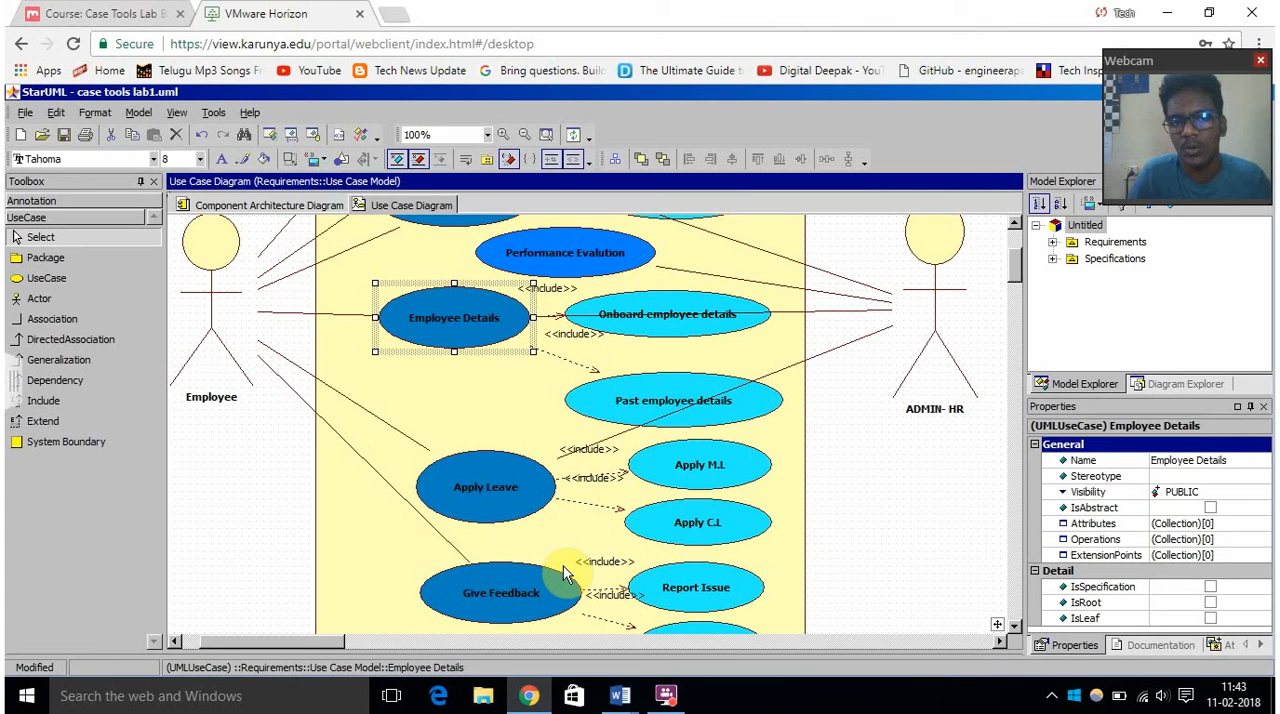 Course: Case Tools Lab B
VMware Horizon
Tech
Secure
https://view.karunya.edu/portal/webclient/index.html#/desktop
Apps
Home
Telugu Mp3 Songs F
YouTube
Tech News Update
Bring questions. Build
The Ultimate Guide to
Digital Deepak - You
GitHub - engineerapa
Tech Insp
Webcam
StarUML - case tools lab1.uml
File Edit Format Model View Tools Help
100%
Tahoma 8
Toolbox
Annotation
UseCase
Select
Package
UseCase
Actor
Association
DirectedAssociation
Generalization
Dependency
Include
Extend
System Boundary
Use Case Diagram (Requirements::Use Case Model)
Component Architecture Diagram
Use Case Diagram
Performance Evalution
<<include>>
Employee Details
Onboard employee details
<<include>>
Employee
Past employee details
ADMIN- HR
<<include>>
Apply M.L
<<include>>
Apply Leave
Apply C.L
<<include>>
Report Issue
Give Feedback
<<include>>
Model Explorer
Untitled
Requirements
Specifications
Model Explorer
Diagram Explorer
Properties
(UMLUseCase) Employee Details
General
Name Employee Details
Stereotype
Visibility PUBLIC
IsAbstract
Attributes (Collection)[0]
Operations (Collection)[0]
ExtensionPoints (Collection)[0]
Detail
IsSpecification
IsRoot
IsLeaf
Properties
Documentation
At
Modified
(UMLUseCase) ::Requirements::Use Case Model::Employee Details
Search the web and Windows
11:43
11-02-2018